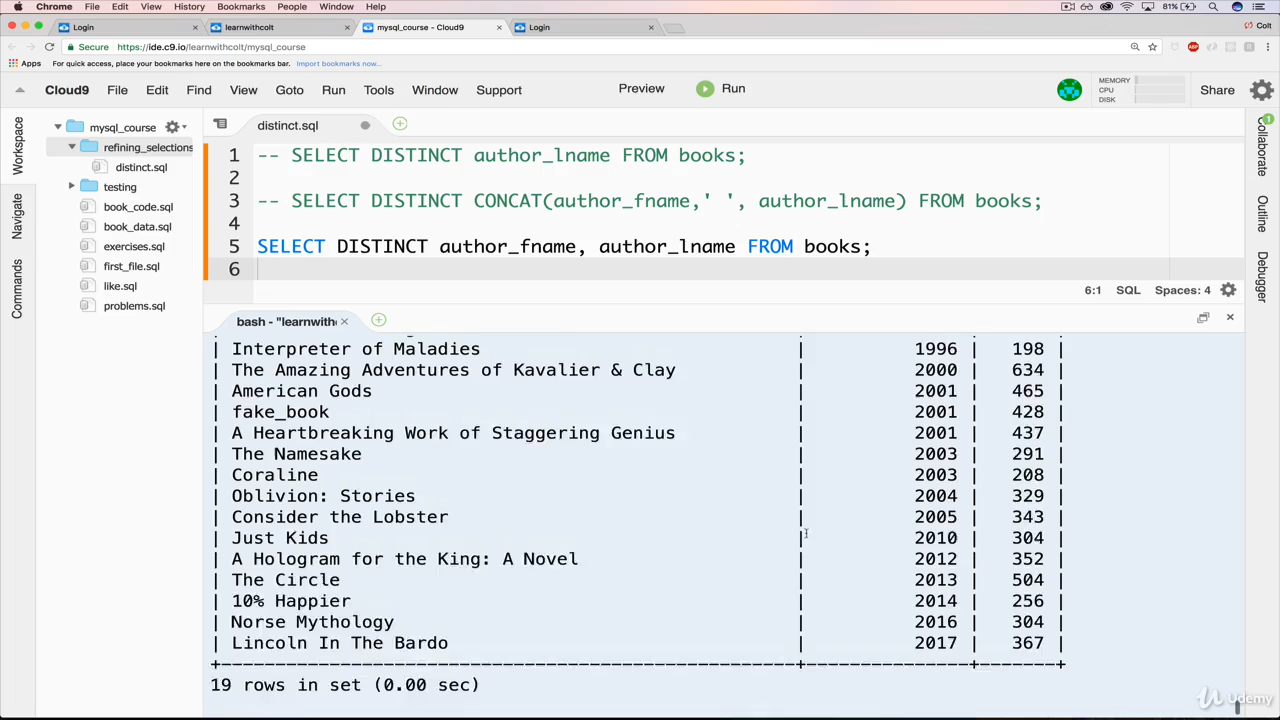 Chrome File Edit View History Bookmarks People Window Help 81% Colt
Login learnwithcolt mysql_course - Cloud9 Login Colt
Secure https://ide.c9.io/learnwithcolt/mysql_course
Apps For quick access, place your bookmarks here on the bookmarks bar. Import bookmarks now...
Cloud9 File Edit View Find Goto Run Tools Window Support Preview Run MEMORY CPU DISK Share
Workspace
Navigate
Commands
mysql_course
refining_selections
distinct.sql
testing
book_code.sql
book_data.sql
exercises.sql
first_file.sql
like.sql
problems.sql
distinct.sql
1 -- SELECT DISTINCT author_lname FROM books;
2
3 -- SELECT DISTINCT CONCAT(author_fname,' ', author_lname) FROM books;
4
5 SELECT DISTINCT author_fname, author_lname FROM books;
6
6:1 SQL Spaces: 4
Collaborate 1
Outline
Debugger
bash - "learnwith
| Interpreter of Maladies | 1996 | 198 |
| The Amazing Adventures of Kavalier & Clay | 2000 | 634 |
| American Gods | 2001 | 465 |
| fake_book | 2001 | 428 |
| A Heartbreaking Work of Staggering Genius | 2001 | 437 |
| The Namesake | 2003 | 291 |
| Coraline | 2003 | 208 |
| Oblivion: Stories | 2004 | 329 |
| Consider the Lobster | 2005 | 343 |
| Just Kids | 2010 | 304 |
| A Hologram for the King: A Novel | 2012 | 352 |
| The Circle | 2013 | 504 |
| 10% Happier | 2014 | 256 |
| Norse Mythology | 2016 | 304 |
| Lincoln In The Bardo | 2017 | 367 |
+------------------------------------------------------+----------------+-------+
19 rows in set (0.00 sec)
Udemy